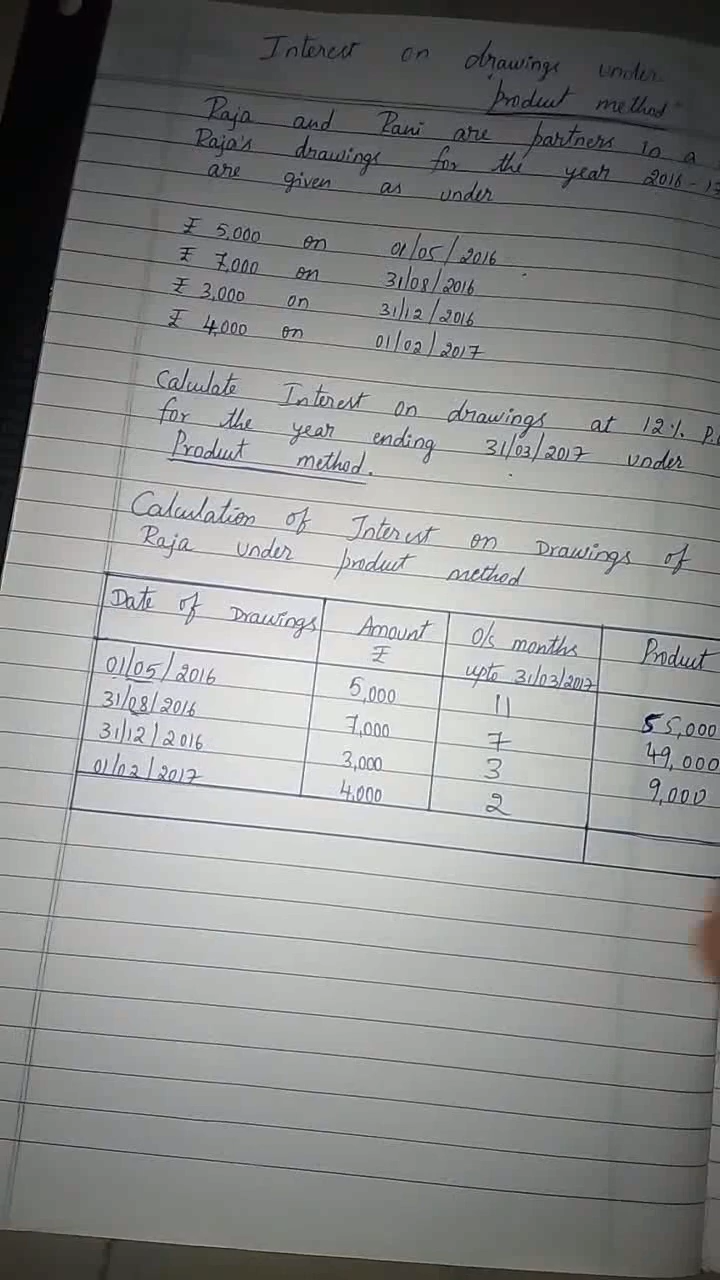 Interest on drawings under
product method
Raja and Rani are partners in a
Raja's drawings for the year 2016-17
are given as under
₹ 5,000 on 01/05/2016
₹ 7,000 on 31/08/2016
₹ 3,000 on 31/12/2016
₹ 4,000 on 01/02/2017
Calculate Interest on drawings at 12%
for the year ending 31/03/2017 under
Product method.
Calculation of Interest on Drawings of
Raja under product method
Date of Drawings Amount ₹ O/s months upto 31/03/2017 Product
01/05/2016 5,000 11 55,000
31/08/2016 7,000 7 49,000
31/12/2016 3,000 3 9,000
01/02/2017 4,000 2